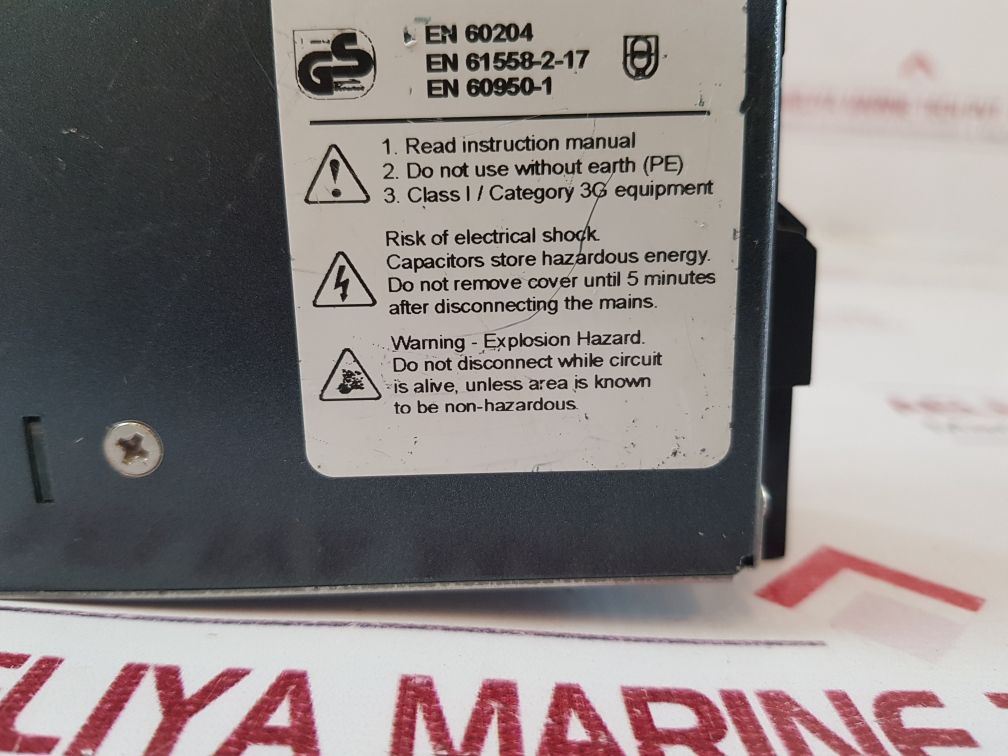 GS
EN 60204
EN 61558-2-17
EN 60950-1
1. Read instruction manual
2. Do not use without earth (PE)
3. Class I / Category 3G equipment
Risk of electrical shock.
Capacitors store hazardous energy.
Do not remove cover until 5 minutes
after disconnecting the mains.
Warning - Explosion Hazard.
Do not disconnect while circuit
is alive, unless area is known
to be non-hazardous.
ELIYA MARINE